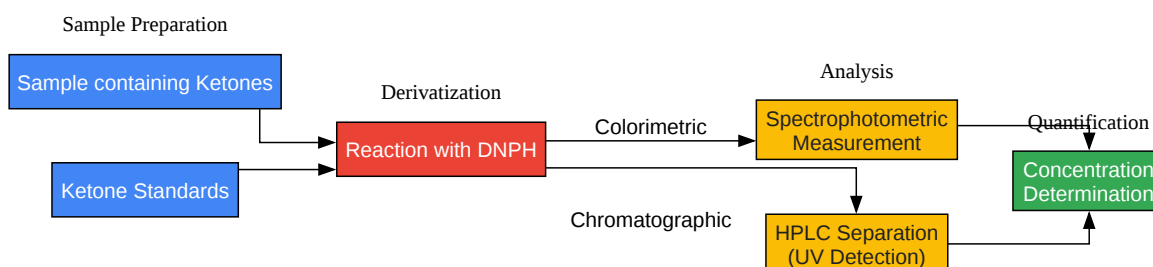 Sample Preparation
Sample containing Ketones
Ketone Standards
Derivatization
Reaction with DNPH
Colorimetric
Chromatographic
Analysis
Spectrophotometric
Measurement
HPLC Separation
(UV Detection)
Quantification
Concentration
Determination